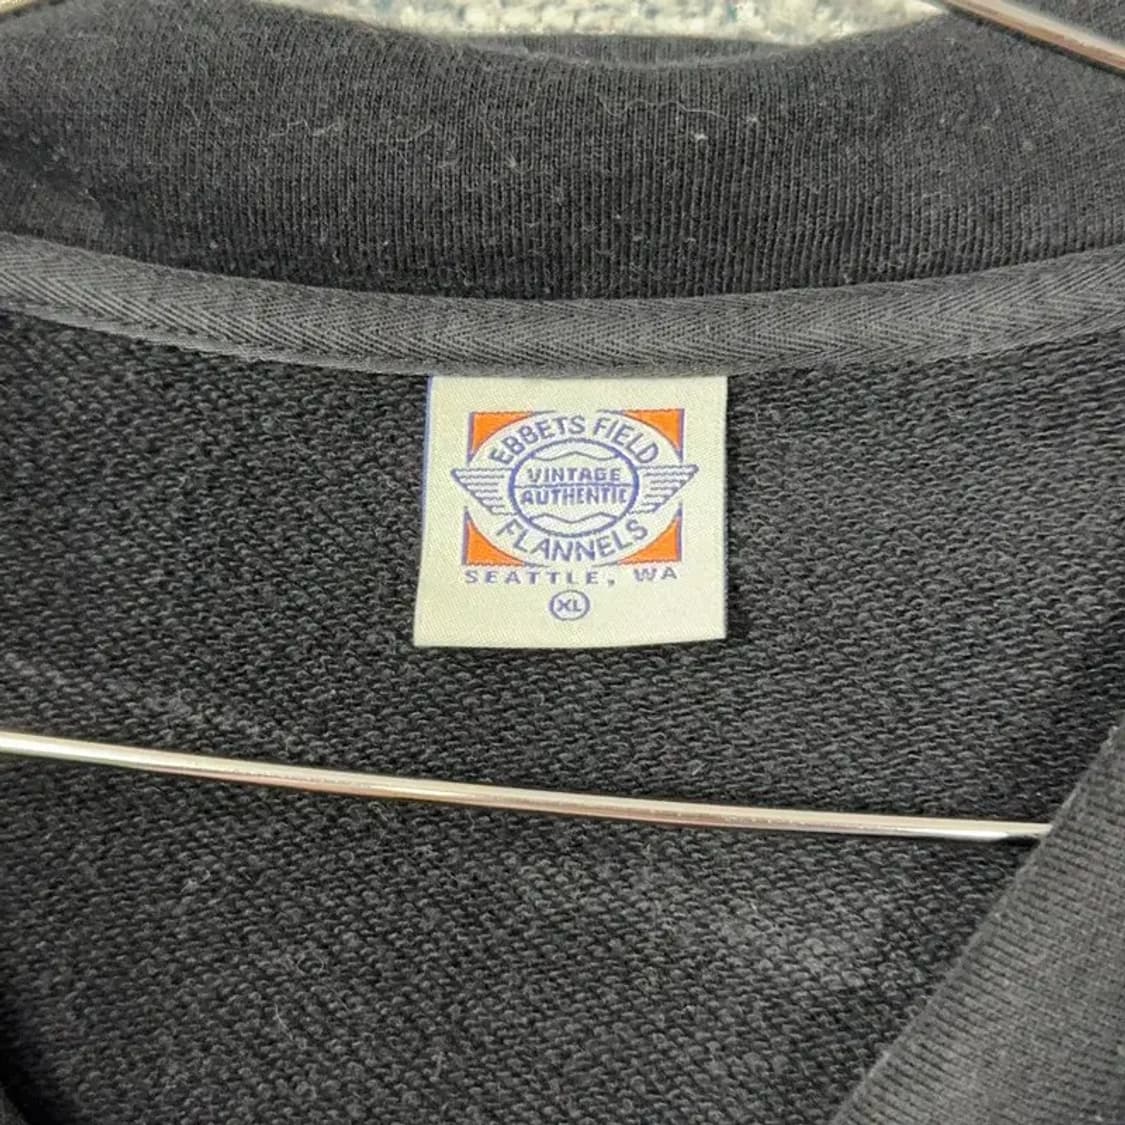 EBBETS FIELD
VINTAGE
AUTHENTIC
FLANNELS
SEATTLE, WA
XL